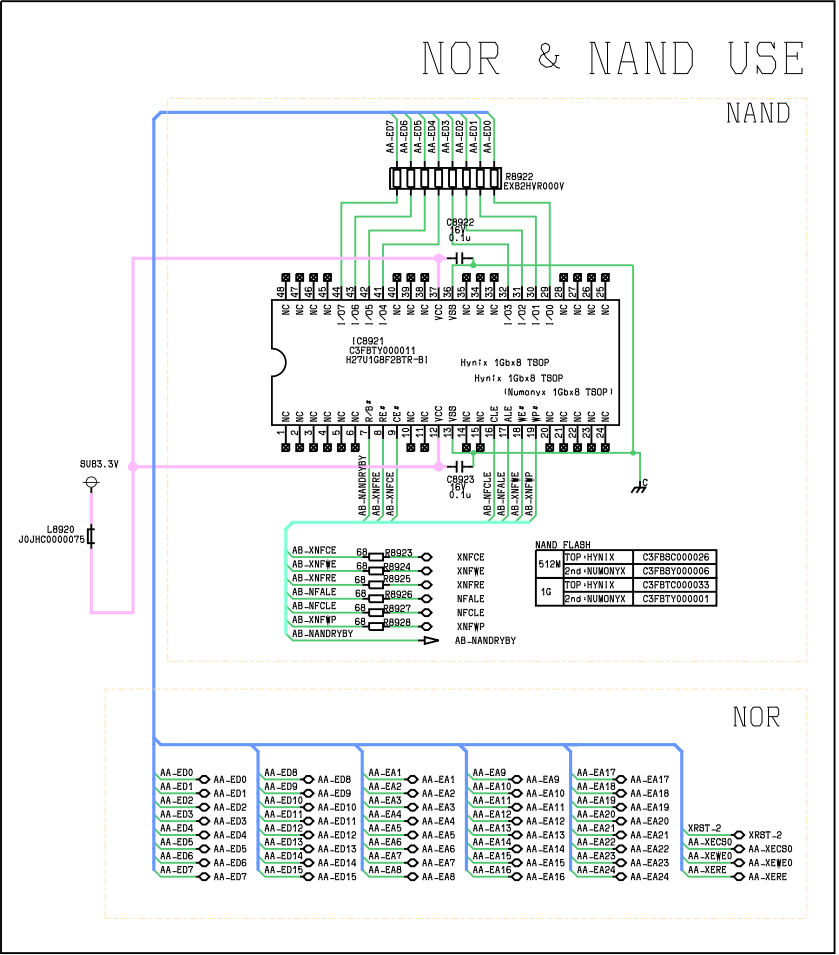 NOR & NAND USE
NAND
AA-ED7 AA-ED6 AA-ED5 AA-ED4 AA-ED3 AA-ED2 AA-ED1 AA-ED0
R8922
EXB2HVR000V
C8922
16V
0.1u
48 47 46 45 44 43 42 41 40 39 38 37 36 35 34 33 32 31 30 29 28 27 26 25
NC NC NC NC I/O7 I/O6 I/O5 I/O4 NC NC NC VCC VSS NC NC NC I/O3 I/O2 I/O1 I/O0 NC NC NC NC
IC8921
C3FBTY000011
H27U1G8F2BTR-BI
Hynix 1Gbx8 TSOP
Hynix 1Gbx8 TSOP
(Numonyx 1Gbx8 TSOP)
NC NC NC NC NC NC R/B# RE# CE# NC NC VCC VSS NC NC CLE ALE WE# WP# NC NC NC NC NC
1 2 3 4 5 6 7 8 9 10 11 12 13 14 15 16 17 18 19 20 21 22 23 24
SUB3.3V
L8920
J0JHC0000075
C8923
16V
0.1u
C
AB-NANDRYBY AB-XNFRE AB-XNFCE AB-NFCLE AB-NFALE AB-XNFWE AB-XNFWP
AB-XNFCE 68 R8923 XNFCE
AB-XNFWE 68 R8924 XNFWE
AB-XNFRE 68 R8925 XNFRE
AB-NFALE 68 R8926 NFALE
AB-NFCLE 68 R8927 NFCLE
AB-XNFWP 68 R8928 XNFWP
AB-NANDRYBY AB-NANDRYBY
NAND FLASH
512M TOP:HYNIX C3FBSC000026
2nd:NUMONYX C3FBSY000006
1G TOP:HYNIX C3FBTC000033
2nd:NUMONYX C3FBTY000001
NOR
AA-ED0 AA-ED0 AA-ED8 AA-ED8 AA-EA1 AA-EA1 AA-EA9 AA-EA9 AA-EA17 AA-EA17
AA-ED1 AA-ED1 AA-ED9 AA-ED9 AA-EA2 AA-EA2 AA-EA10 AA-EA10 AA-EA18 AA-EA18
AA-ED2 AA-ED2 AA-ED10 AA-ED10 AA-EA3 AA-EA3 AA-EA11 AA-EA11 AA-EA19 AA-EA19
AA-ED3 AA-ED3 AA-ED11 AA-ED11 AA-EA4 AA-EA4 AA-EA12 AA-EA12 AA-EA20 AA-EA20
AA-ED4 AA-ED4 AA-ED12 AA-ED12 AA-EA5 AA-EA5 AA-EA13 AA-EA13 AA-EA21 AA-EA21 XRST-2 XRST-2
AA-ED5 AA-ED5 AA-ED13 AA-ED13 AA-EA6 AA-EA6 AA-EA14 AA-EA14 AA-EA22 AA-EA22 AA-XECS0 AA-XECS0
AA-ED6 AA-ED6 AA-ED14 AA-ED14 AA-EA7 AA-EA7 AA-EA15 AA-EA15 AA-EA23 AA-EA23 AA-XEWE0 AA-XEWE0
AA-ED7 AA-ED7 AA-ED15 AA-ED15 AA-EA8 AA-EA8 AA-EA16 AA-EA16 AA-EA24 AA-EA24 AA-XERE AA-XERE